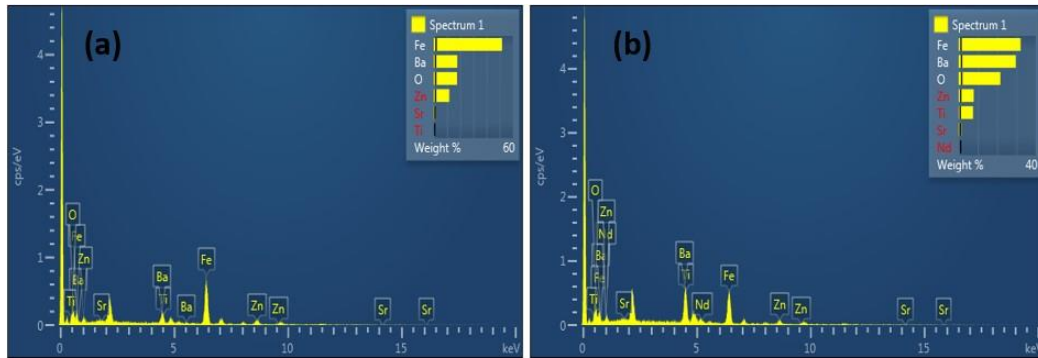 (a)
Spectrum 1
Fe
Ba
O
Zn
Sr
Ti
Weight % 60
4
3
2
1
0
cps/eV
O
Fe
Zn
Ba
Ti
Sr
Ba
Ti
Ba
Fe
Zn
Zn
Sr
Sr
0 5 10 15 keV
(b)
Spectrum 1
Fe
Ba
O
Zn
Ti
Sr
Nd
Weight % 40
4
3
2
1
0
cps/eV
O
Zn
Nd
Ba
Fe
Ti
Sr
Ba
Ti
Nd
Fe
Zn
Zn
Sr
Sr
0 5 10 15 keV